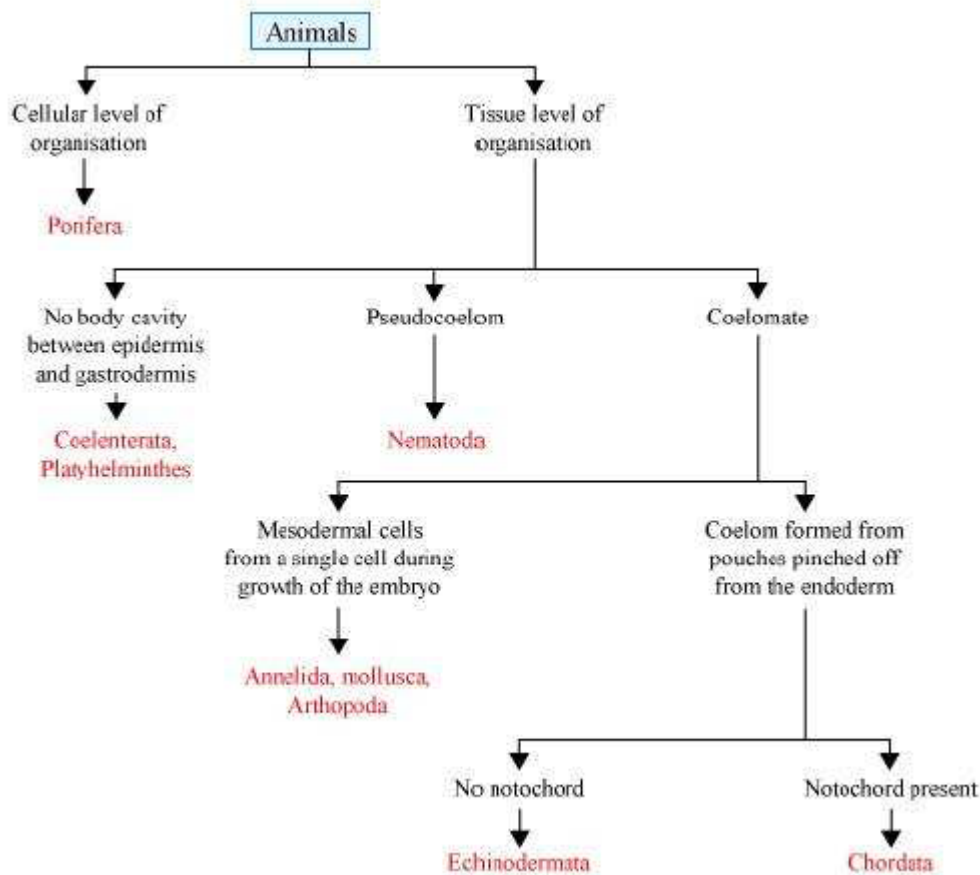 Animals
Cellular level of
organisation
Tissue level of
organisation
Porifera
No body cavity
between epidermis
and gastrodermis
Pseudocoelom
Coelomate
Coelenterata,
Platyhelminthes
Nematoda
Mesodermal cells
from a single cell during
growth of the embryo
Coelom formed from
pouches pinched off
from the endoderm
Annelida, mollusca,
Arthopoda
No notochord
Notochord present
Echinodermata
Chordata